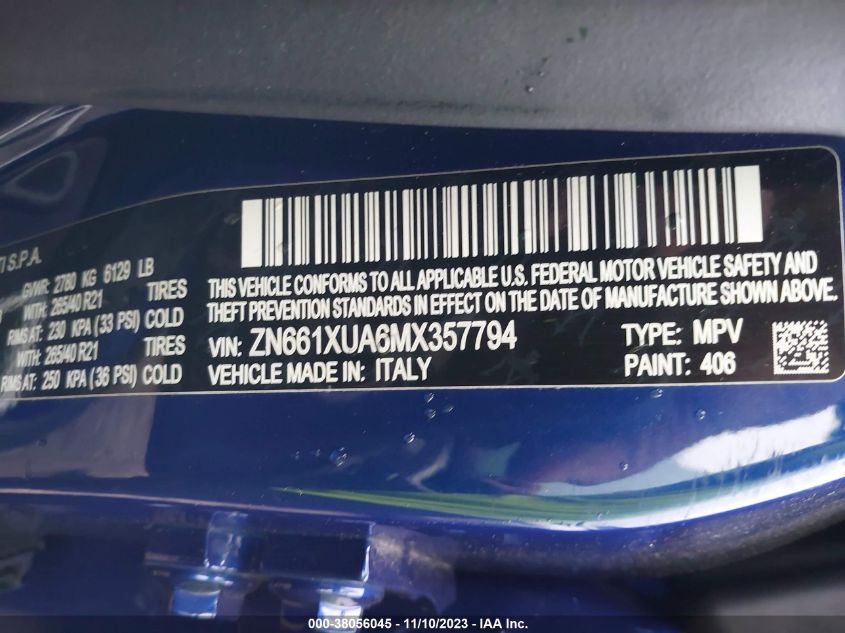 S.P.A.
GVWR: 2780 KG 6129 LB
WITH: 265/40 R21 TIRES
RIMS AT: 230 KPA (33 PSI) COLD
WITH: 265/40 R21 TIRES
RIMS AT: 250 KPA (36 PSI) COLD
THIS VEHICLE CONFORMS TO ALL APPLICABLE U.S. FEDERAL MOTOR VEHICLE SAFETY AND
THEFT PREVENTION STANDARDS IN EFFECT ON THE DATE OF MANUFACTURE SHOWN ABOVE.
VIN: ZN661XUA6MX357794 TYPE: MPV
VEHICLE MADE IN: ITALY PAINT: 406
000-38056045 - 11/10/2023 - IAA Inc.